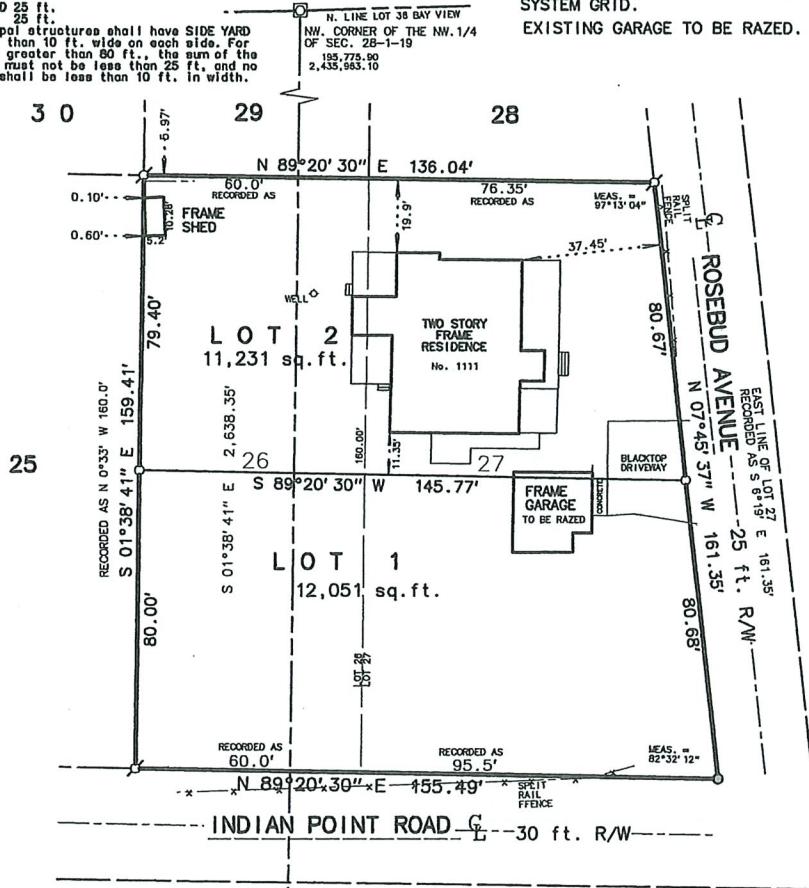 D 25 ft.
25 ft.
pal structures shall have SIDE YARD
than 10 ft. wide on each side. For
greater than 80 ft., the sum of the
must not be less than 25 ft. and no
shall be less than 10 ft. in width.
N. LINE LOT 38 BAY VIEW
NW. CORNER OF THE NW.1/4
OF SEC. 28-1-19
195,775.90
2,435,963.10
SYSTEM GRID.
EXISTING GARAGE TO BE RAZED.
30
29
28
5.97'
N 89°20'30" E 136.04'
60.0'
RECORDED AS
76.35'
RECORDED AS
MEAS. =
97°13'04"
SPLIT
RAIL
FENCE
0.10'
0.60'
10.28'
5.2'
FRAME
SHED
19.9'
37.45'
WELL
LOT 2
11,231 sq.ft.
TWO STORY
FRAME
RESIDENCE
No. 1111
79.40'
80.67'
RECORDED AS N 0°33' W 160.0'
S 01°38'41" E 159.41'
S 01°38'41" E 2,638.35'
160.00'
11.35'
CL ROSEBUD AVENUE 25 ft. R/W
N 07°45'37" W 161.35'
EAST LINE OF LOT 27
RECORDED AS S 6°19' E 161.35'
25
26
27
S 89°20'30" W 145.77'
BLACKTOP
DRIVEWAY
CONCRETE
FRAME
GARAGE
TO BE RAZED
LOT 1
12,051 sq.ft.
80.00'
80.68'
LOT 26
LOT 27
RECORDED AS
60.0'
RECORDED AS
95.5'
MEAS. =
82°32'12"
N 89°20'30" E 155.49'
SPLIT
RAIL
FFENCE
INDIAN POINT ROAD CL 30 ft. R/W